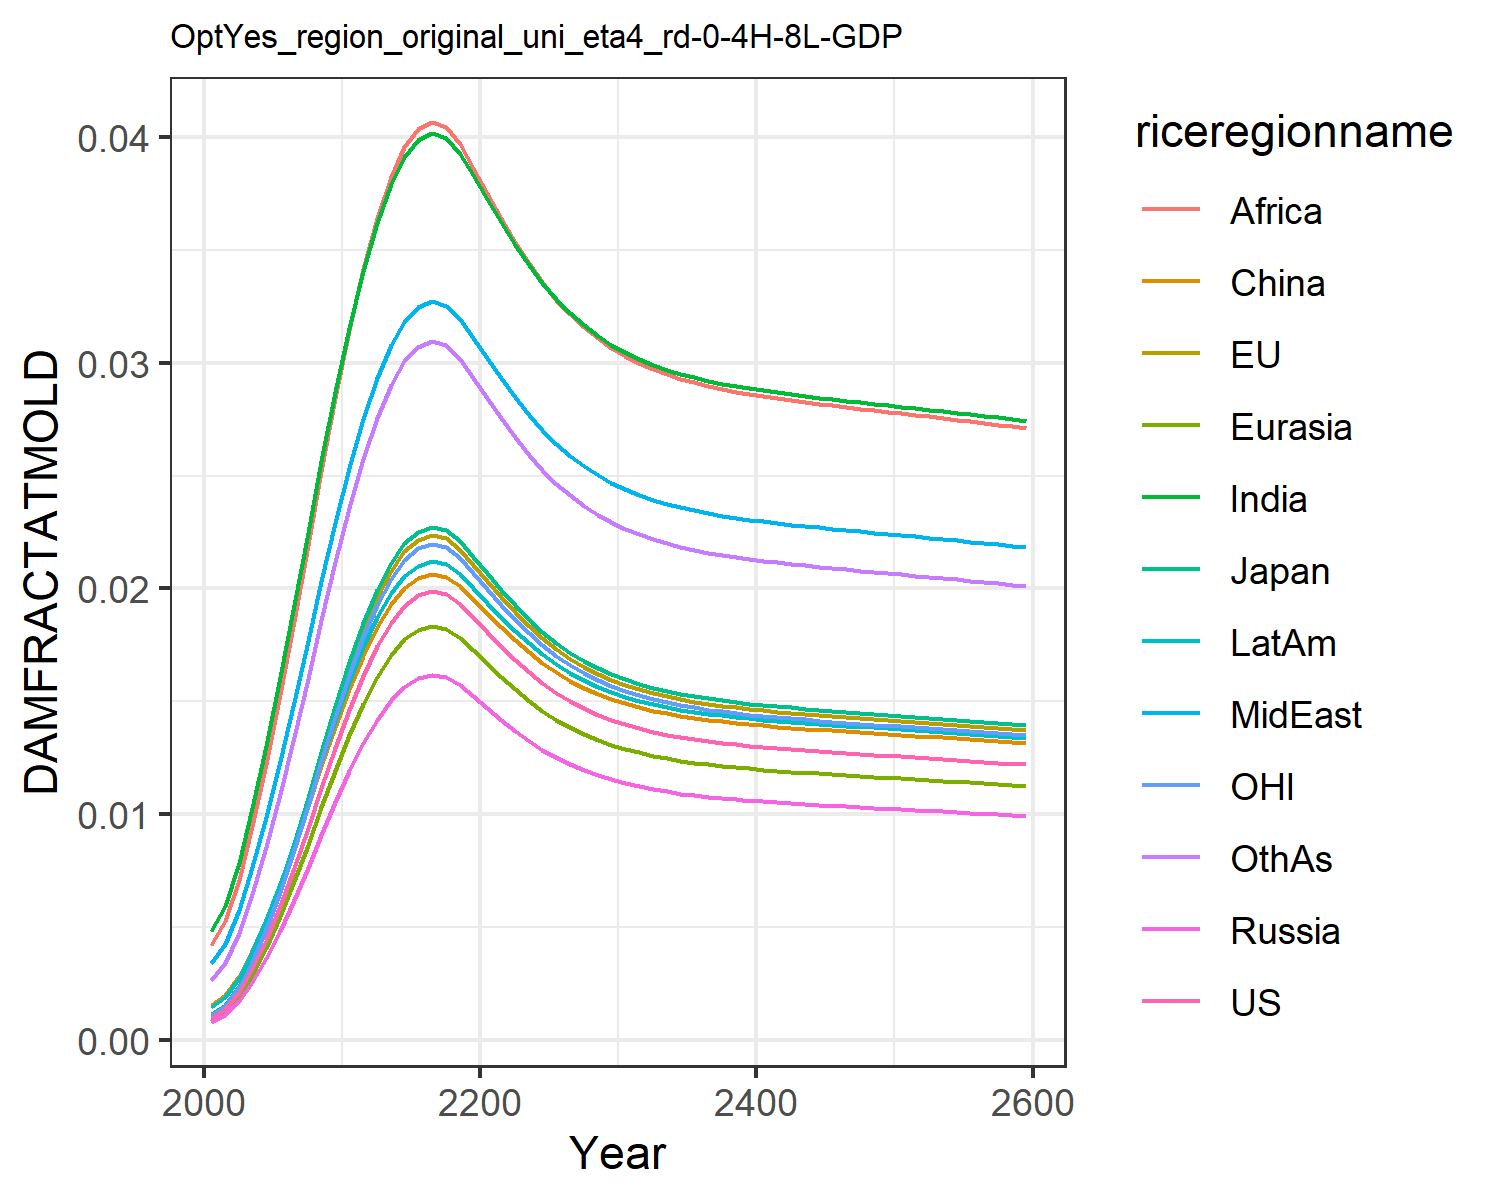 OptYes_region_original_uni_eta4_rd-0-4H-8L-GDP
DAMFRACTATMOLD
0.04
0.03
0.02
0.01
0.00
2000
2200
2400
2600
Year
riceregionname
Africa
China
EU
Eurasia
India
Japan
LatAm
MidEast
OHI
OthAs
Russia
US